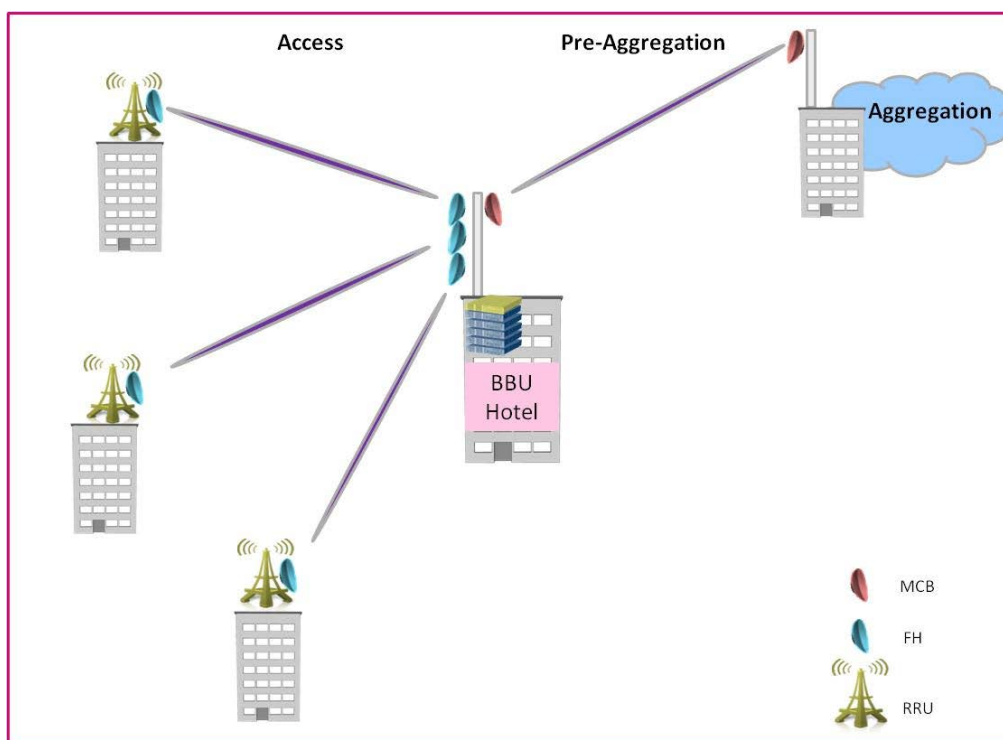 Access
Pre-Aggregation
Aggregation
BBU
Hotel
MCB
FH
RRU